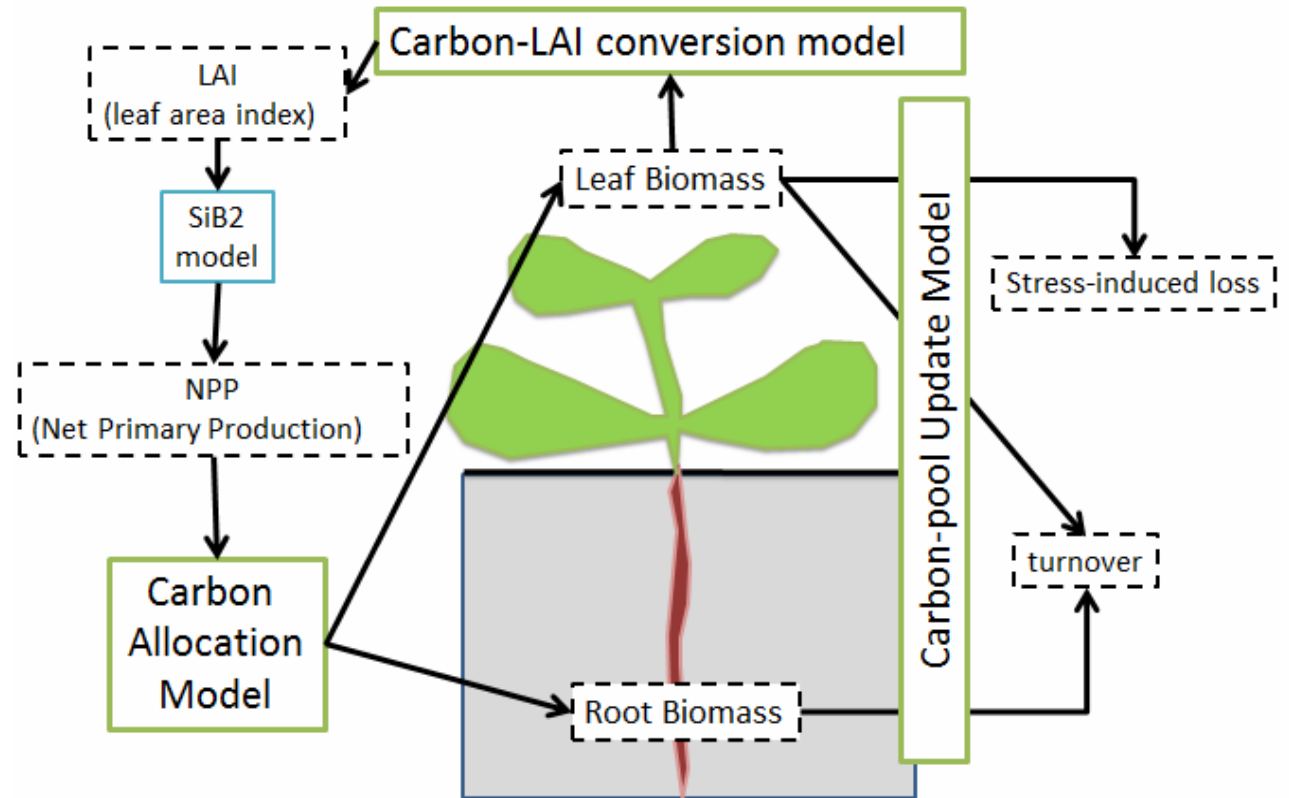 Carbon-LAI conversion model
LAI
(leaf area index)
Leaf Biomass
SiB2
model
Stress-induced loss
Carbon-pool Update Model
NPP
(Net Primary Production)
turnover
Carbon
Allocation
Model
Root Biomass